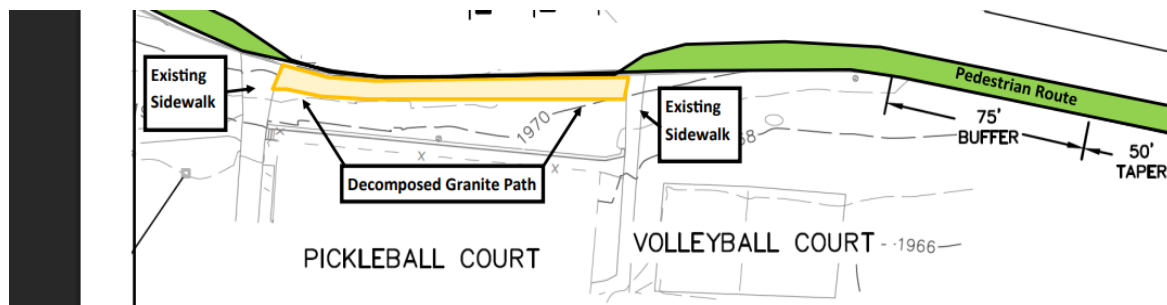 Existing
Sidewalk
Pedestrian Route
75'
BUFFER
50'
TAPER
Existing
Sidewalk
1970
Decomposed Granite Path
PICKLEBALL COURT
VOLLEYBALL COURT
1966